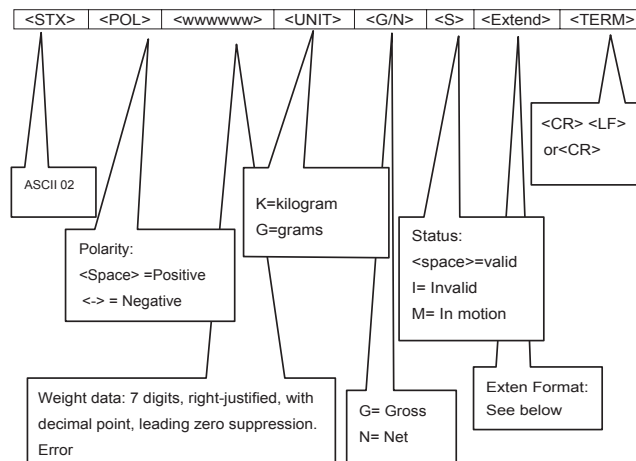 <STX> <POL> <wwwwww> <UNIT> <G/N> <S> <Extend> <TERM>
<CR> <LF>
or<CR>
ASCII 02
K=kilogram
G=grams
Polarity:
<Space> =Positive
<-> = Negative
Status:
<space>=valid
I= Invalid
M= In motion
Weight data: 7 digits, right-justified, with
decimal point, leading zero suppression.
Error
G= Gross
N= Net
Exten Format:
See below